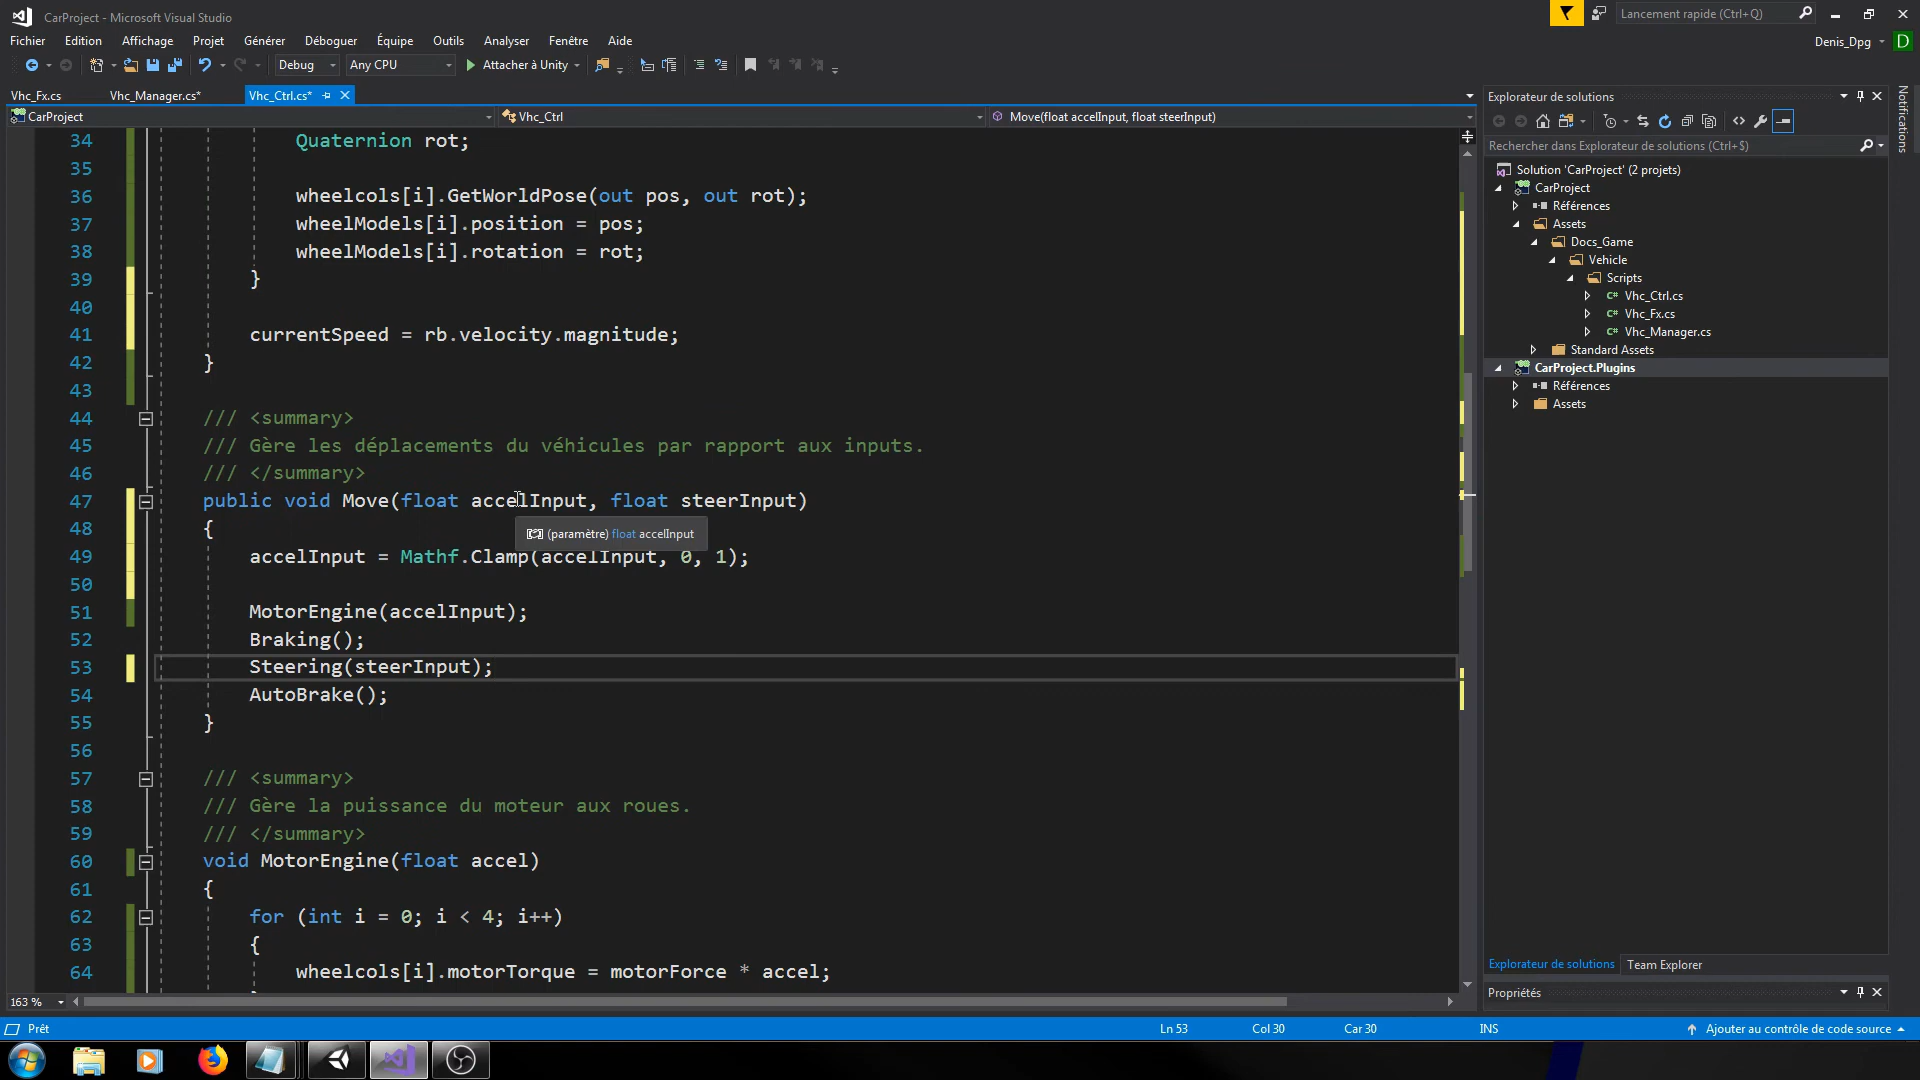 CarProject - Microsoft Visual Studio
Lancement rapide (Ctrl+Q)
Fichier Edition Affichage Projet Générer Déboguer Équipe Outils Analyser Fenêtre Aide
Denis_Dpg D
Debug Any CPU Attacher à Unity
Vhc_Fx.cs Vhc_Manager.cs* Vhc_Ctrl.cs*
CarProject Vhc_Ctrl Move(float accelInput, float steerInput)
34 Quaternion rot;
35
36 wheelcols[i].GetWorldPose(out pos, out rot);
37 wheelModels[i].position = pos;
38 wheelModels[i].rotation = rot;
39 }
40
41 currentSpeed = rb.velocity.magnitude;
42 }
43
44 /// <summary>
45 /// Gère les déplacements du véhicules par rapport aux inputs.
46 /// </summary>
47 public void Move(float accelInput, float steerInput)
48 {
(paramètre) float accelInput
49 accelInput = Mathf.Clamp(accelInput, 0, 1);
50
51 MotorEngine(accelInput);
52 Braking();
53 Steering(steerInput);
54 AutoBrake();
55 }
56
57 /// <summary>
58 /// Gère la puissance du moteur aux roues.
59 /// </summary>
60 void MotorEngine(float accel)
61 {
62 for (int i = 0; i < 4; i++)
63 {
64 wheelcols[i].motorTorque = motorForce * accel;
163 %
Explorateur de solutions
Rechercher dans Explorateur de solutions (Ctrl+$)
Solution 'CarProject' (2 projets)
CarProject
Références
Assets
Docs_Game
Vehicle
Scripts
C# Vhc_Ctrl.cs
C# Vhc_Fx.cs
C# Vhc_Manager.cs
Standard Assets
CarProject.Plugins
Références
Assets
Explorateur de solutions Team Explorer
Propriétés
Notifications
Prêt Ln 53 Col 30 Car 30 INS Ajouter au contrôle de code source